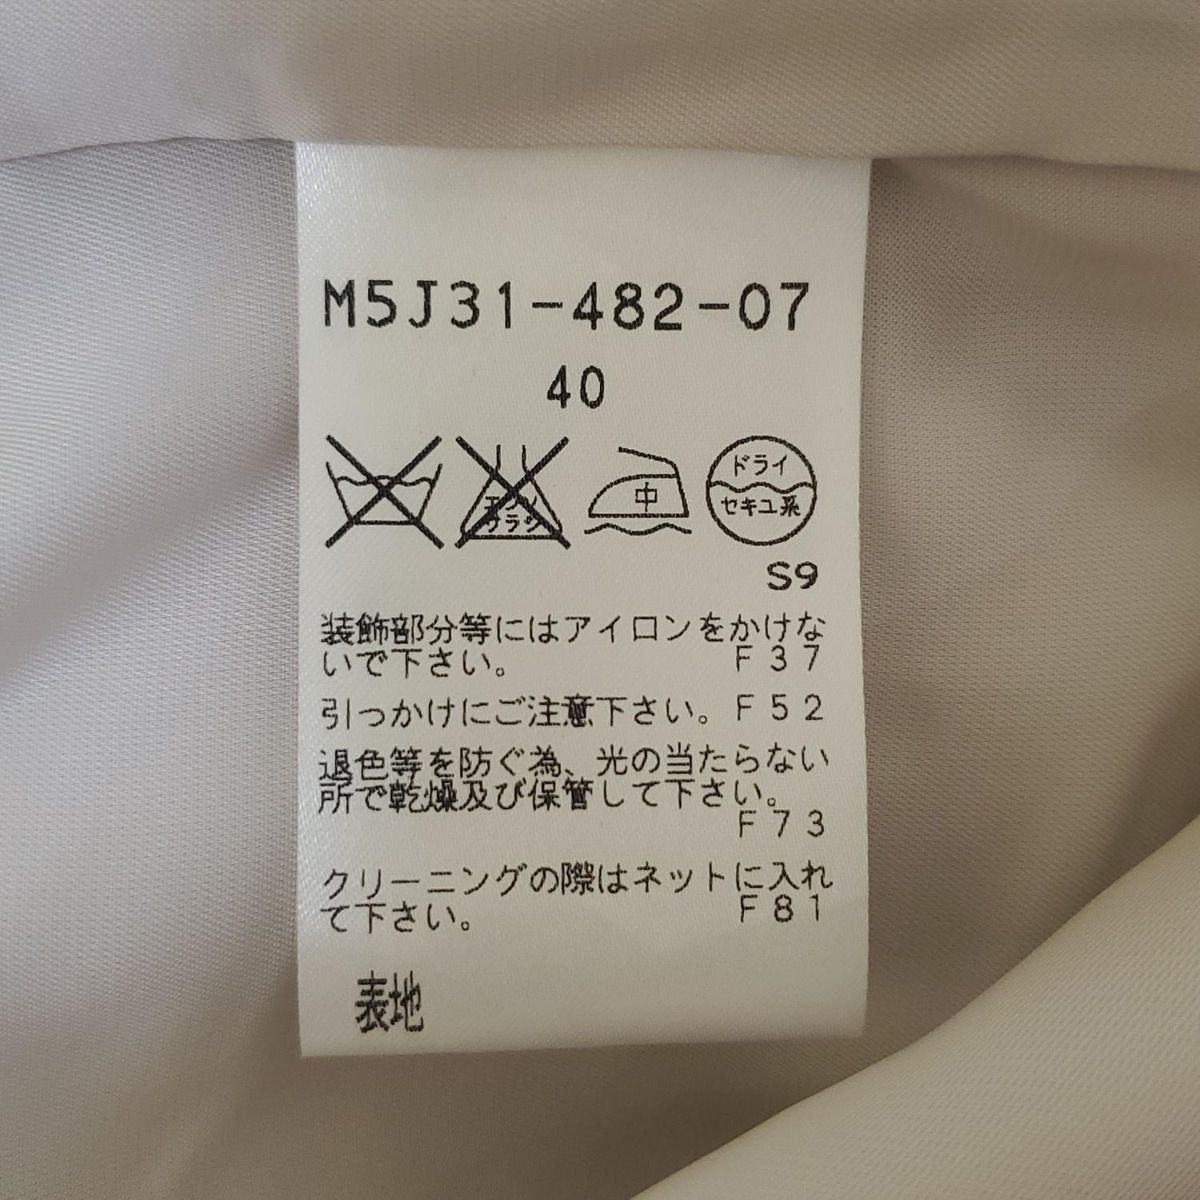 M5J31-482-07
40
エンソ
サラシ
中
ドライ
セキユ系
S9
装飾部分等にはアイロンをかけな
いで下さい。 F37
引っかけにご注意下さい。F52
退色等を防ぐ為、光の当たらない
所で乾燥及び保管して下さい。
F73
クリーニングの際はネットに入れ
て下さい。 F81
表地